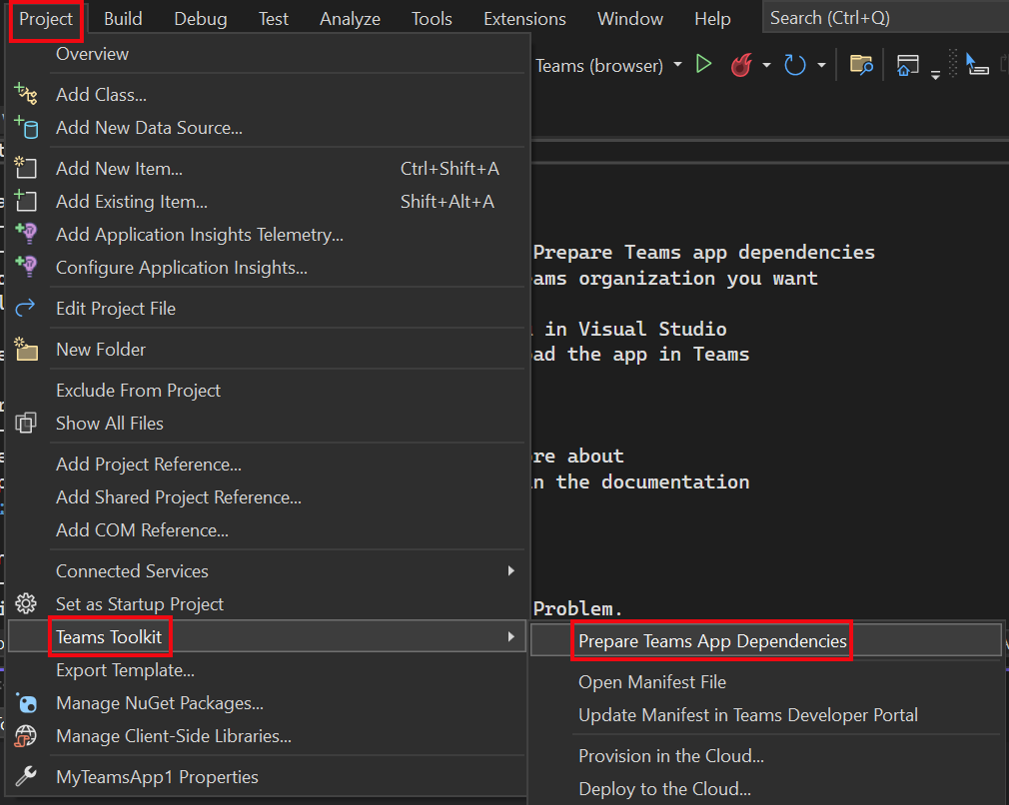 Project Build Debug Test Analyze Tools Extensions Window Help Search (Ctrl+Q)
Teams (browser)
Overview
Add Class...
Add New Data Source...
Add New Item... Ctrl+Shift+A
Add Existing Item... Shift+Alt+A
Add Application Insights Telemetry...
Configure Application Insights...
Edit Project File
New Folder
Exclude From Project
Show All Files
Add Project Reference...
Add Shared Project Reference...
Add COM Reference...
Connected Services
Set as Startup Project
Teams Toolkit
Export Template...
Manage NuGet Packages...
Manage Client-Side Libraries...
MyTeamsApp1 Properties
Prepare Teams app dependencies
ams organization you want
in Visual Studio
ad the app in Teams
re about
n the documentation
Problem.
Prepare Teams App Dependencies
Open Manifest File
Update Manifest in Teams Developer Portal
Provision in the Cloud...
Deploy to the Cloud...